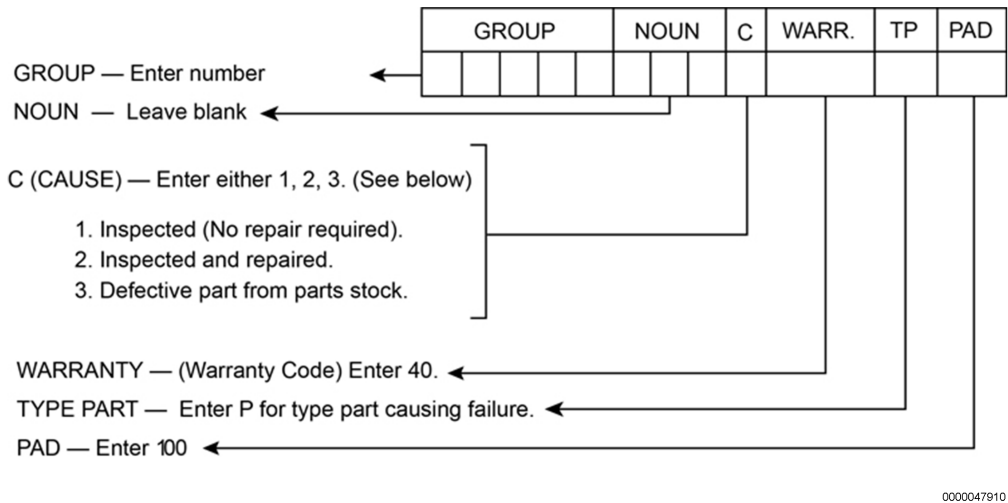 GROUP NOUN C WARR. TP PAD
GROUP — Enter number
NOUN — Leave blank
C (CAUSE) — Enter either 1, 2, 3. (See below)
1. Inspected (No repair required).
2. Inspected and repaired.
3. Defective part from parts stock.
WARRANTY — (Warranty Code) Enter 40.
TYPE PART — Enter P for type part causing failure.
PAD — Enter 100
0000047910